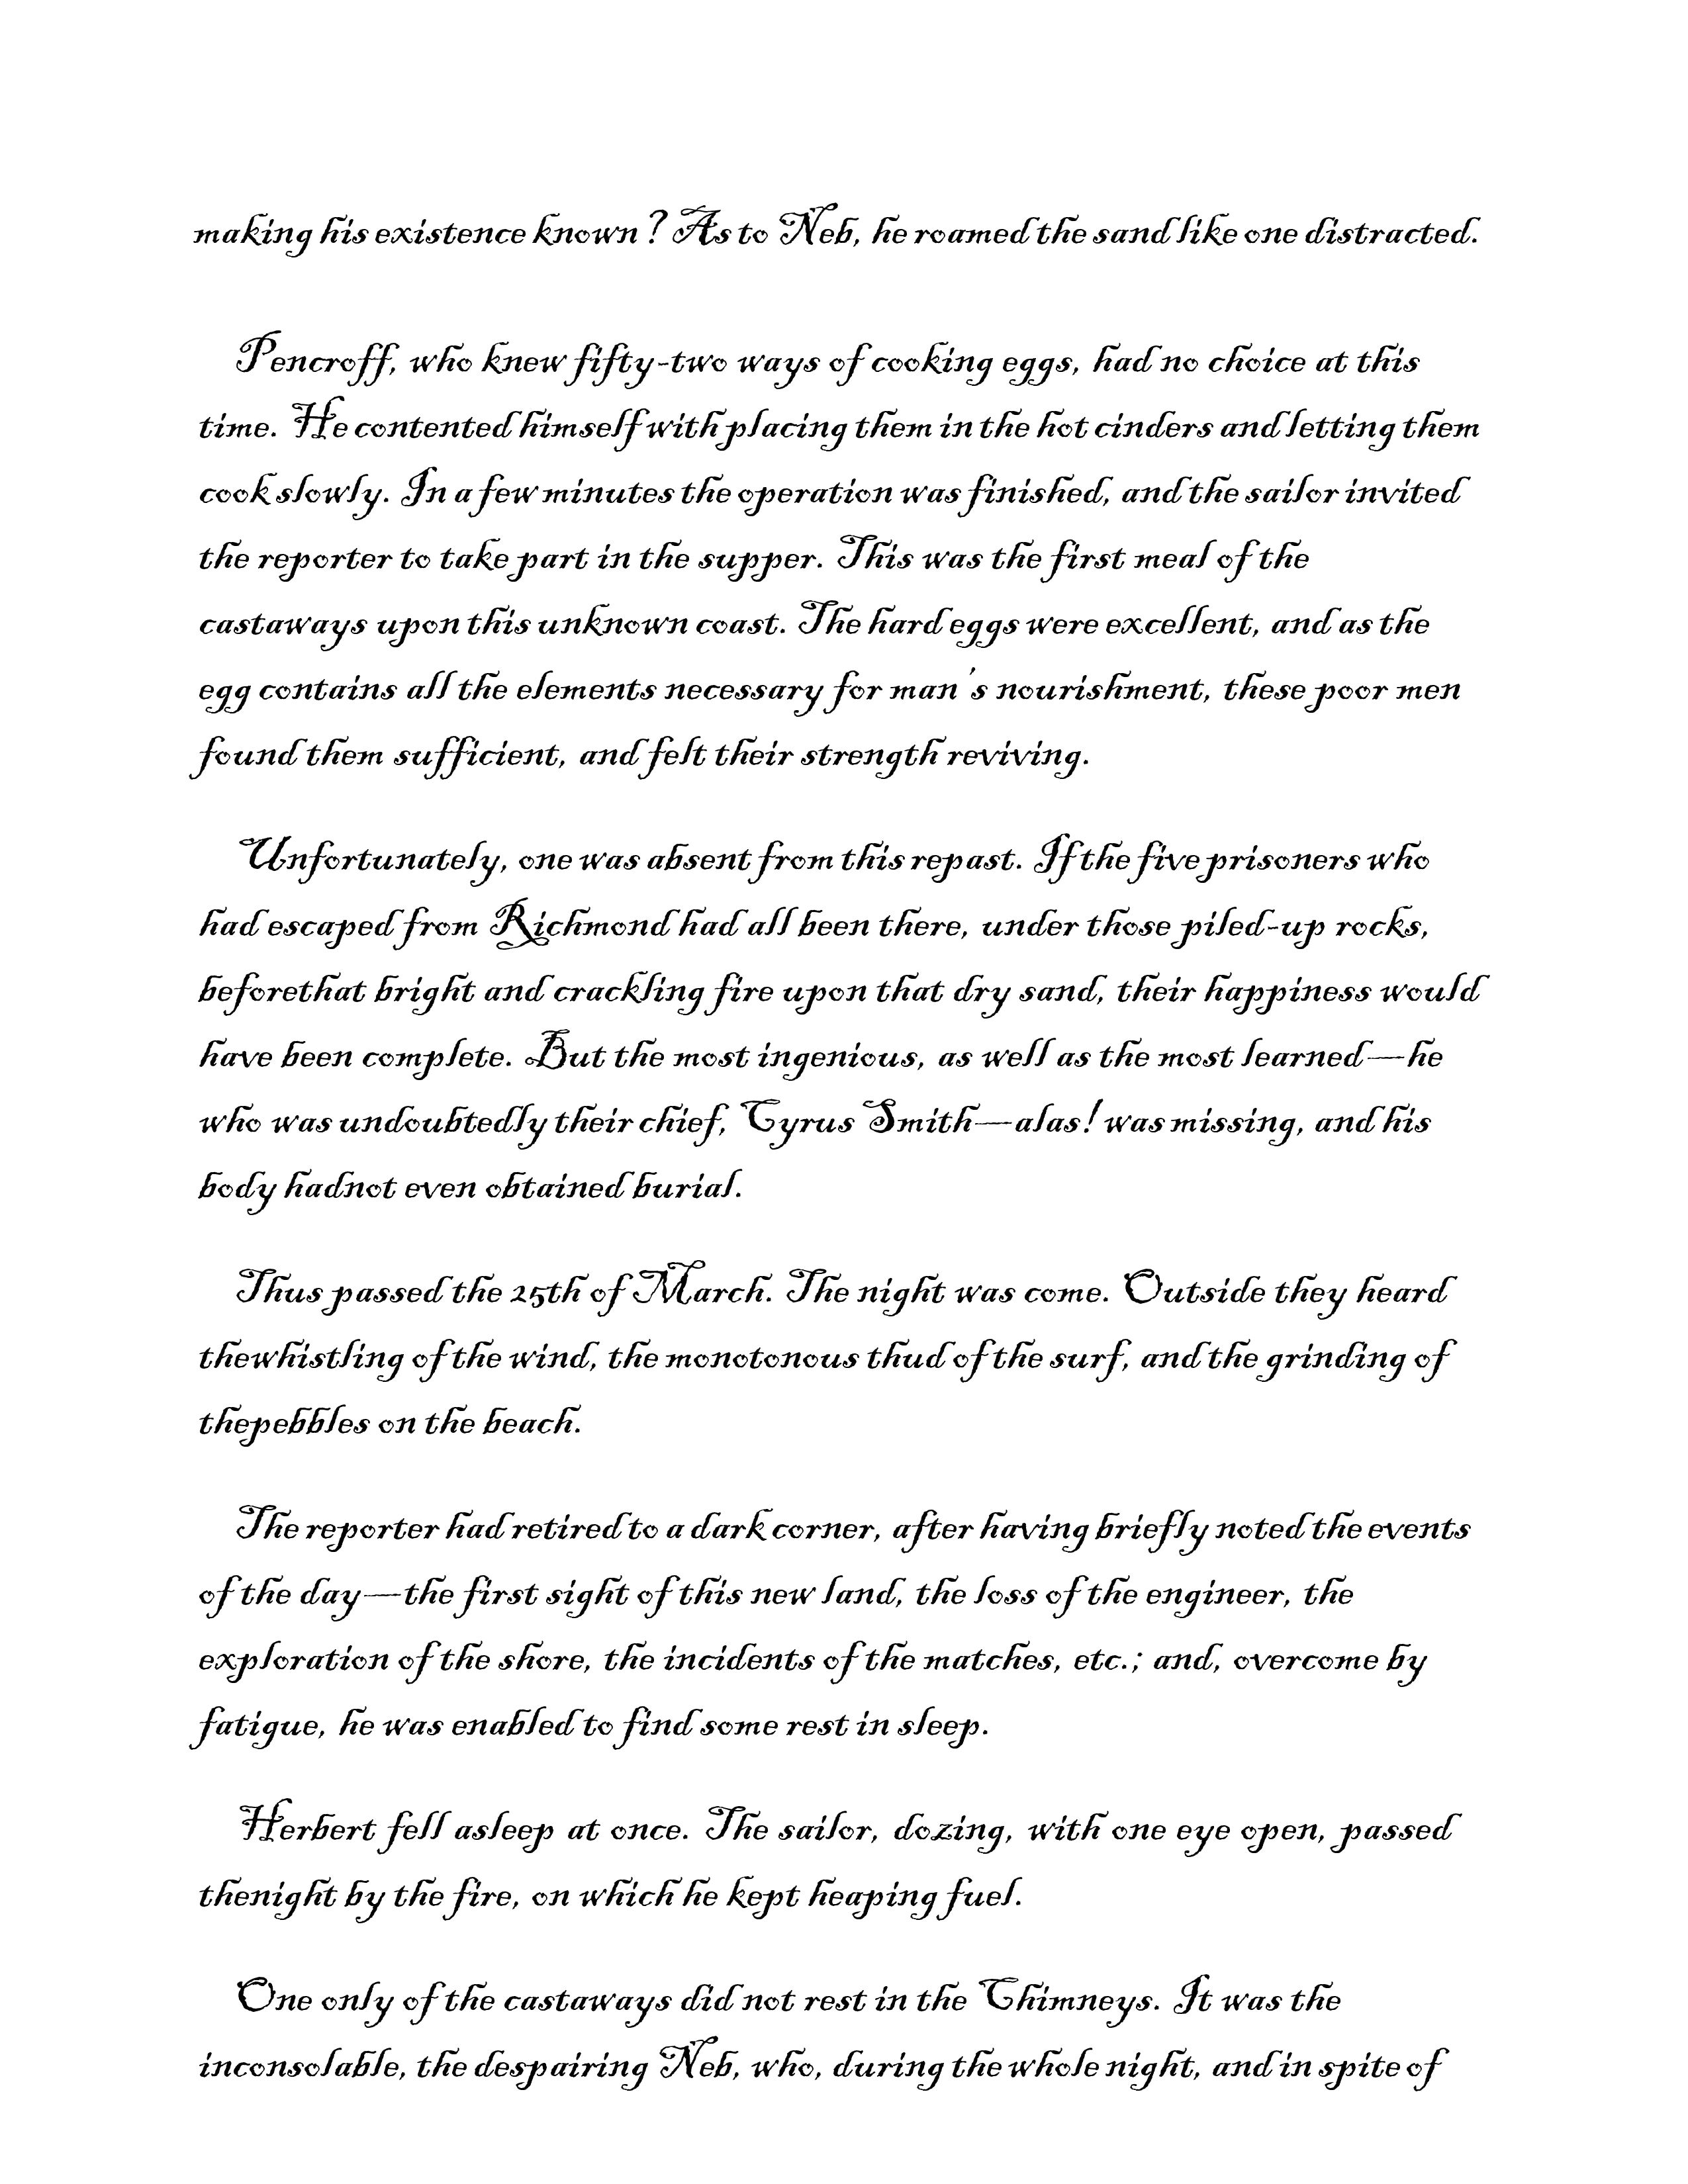 making his existence known? As to Neb, he roamed the sand like one distracted.
Pencroff, who knew fifty-two ways of cooking eggs, had no choice at this
time. He contented himself with placing them in the hot cinders and letting them
cook slowly. In a few minutes the operation was finished, and the sailor invited
the reporter to take part in the supper. This was the first meal of the
castaways upon this unknown coast. The hard eggs were excellent, and as the
egg contains all the elements necessary for man's nourishment, these poor men
found them sufficient, and felt their strength reviving.
Unfortunately, one was absent from this repast. If the five prisoners who
had escaped from Richmond had all been there, under those piled-up rocks,
beforethat bright and crackling fire upon that dry sand, their happiness would
have been complete. But the most ingenious, as well as the most learned—he
who was undoubtedly their chief, Cyrus Smith—alas! was missing, and his
body hadnot even obtained burial.
Thus passed the 25th of March. The night was come. Outside they heard
thewhistling of the wind, the monotonous thud of the surf, and the grinding of
thepebbles on the beach.
The reporter had retired to a dark corner, after having briefly noted the events
of the day—the first sight of this new land, the loss of the engineer, the
exploration of the shore, the incidents of the matches, etc.; and, overcome by
fatigue, he was enabled to find some rest in sleep.
Herbert fell asleep at once. The sailor, dozing, with one eye open, passed
thenight by the fire, on which he kept heaping fuel.
One only of the castaways did not rest in the Chimneys. It was the
inconsolable, the despairing Neb, who, during the whole night, and in spite of